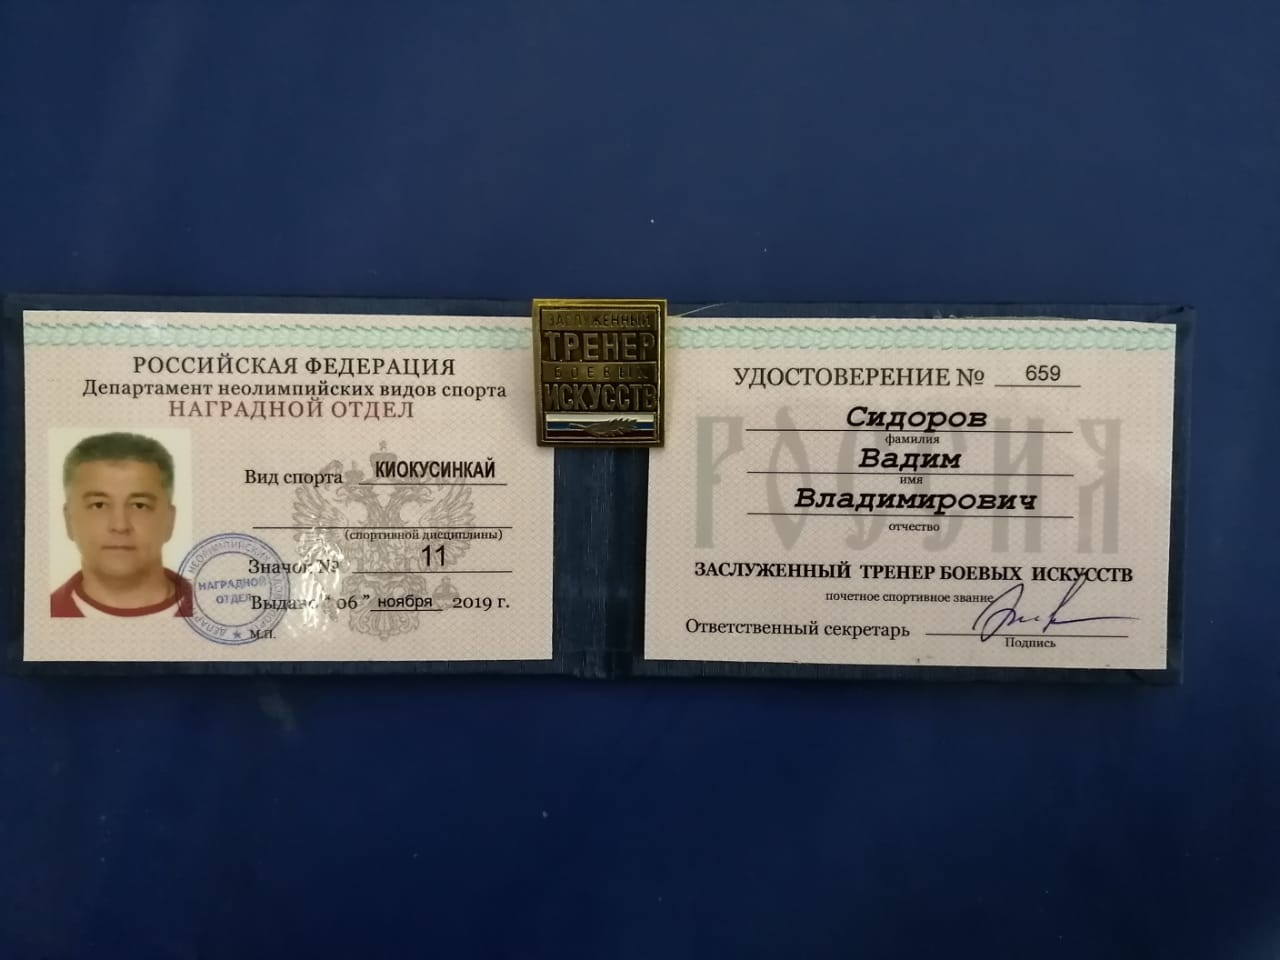 РОССИЙСКАЯ ФЕДЕРАЦИЯ
Департамент неолимпийских видов спорта
НАГРАДНОЙ ОТДЕЛ
Вид спорта КИОКУСИНКАЙ
(спортивной дисциплины)
Значок № 11
Выдано "06" ноября 2019 г.
М.П.
НАГРАДНОЙ
ОТДЕЛ
ЗАСЛУЖЕННЫЙ
ТРЕНЕР
БОЕВЫХ
ИСКУССТВ
УДОСТОВЕРЕНИЕ № 659
Сидоров
фамилия
Вадим
имя
Владимирович
отчество
РОССИЯ
ЗАСЛУЖЕННЫЙ ТРЕНЕР БОЕВЫХ ИСКУССТВ
почетное спортивное звание
Ответственный секретарь
Подпись